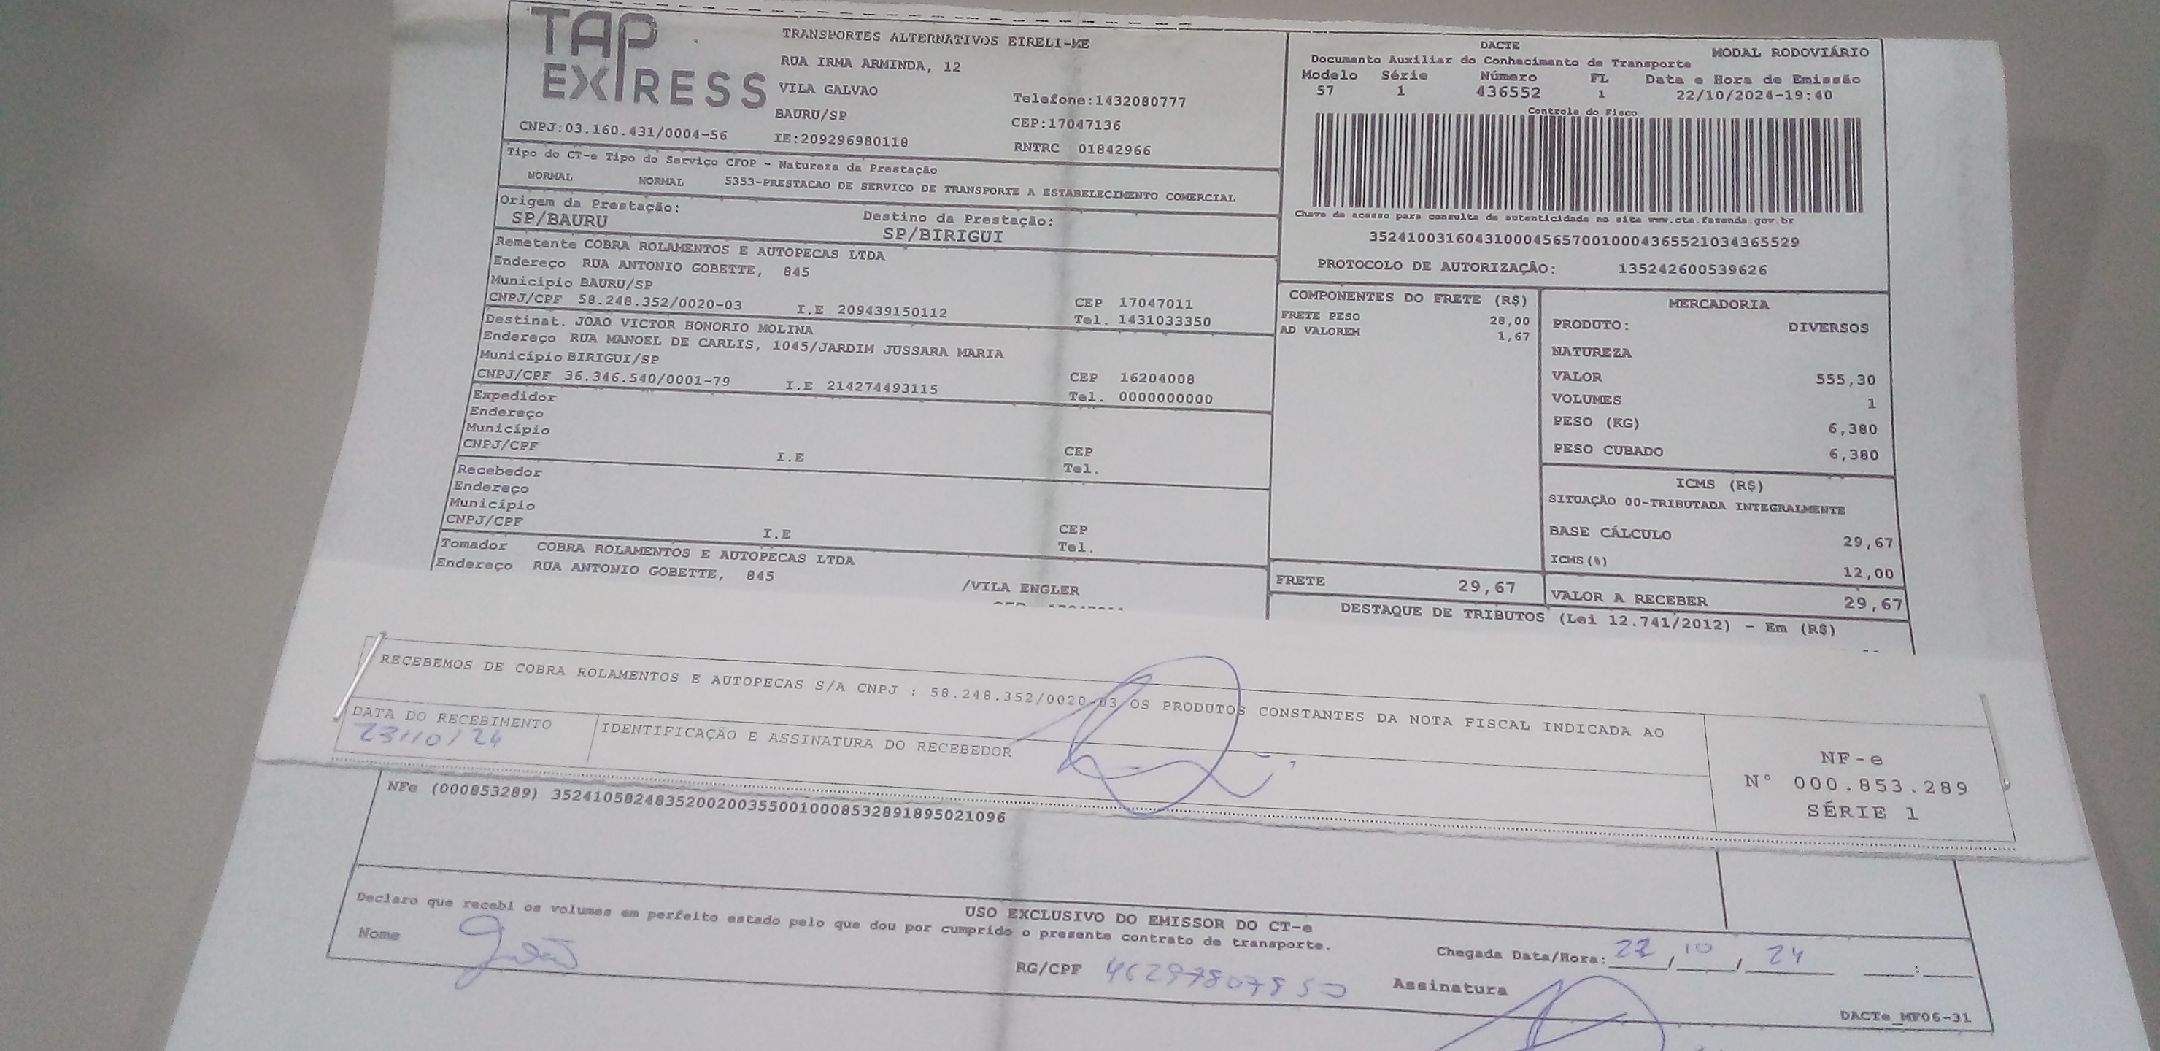 TAP EXPRESS
TRANSPORTES ALTERNATIVOS EIRELI-ME
RUA IRMA ARMINDA, 12
VILA GALVAO Telefone:1432080777
BAURU/SP CEP:17047136
CNPJ:03.160.431/0004-56 IE:209296980118 RNTRC 01842966
DACTE MODAL RODOVIÁRIO
Documento Auxiliar do Conhecimento de Transporte
Modelo Série Número FL Data e Hora de Emissão
57 1 436552 1 22/10/2024-19:40
Controle do Fisco
Chave de acesso para consulta de autenticidade no site www.cte.fazenda.gov.br
35241003160431000456570010004365521034365529
PROTOCOLO DE AUTORIZAÇÃO: 135242600539626
Tipo do CT-e Tipo do Serviço CFOP - Natureza da Prestação
NORMAL NORMAL 5353-PRESTACAO DE SERVICO DE TRANSPORTE A ESTABELECIMENTO COMERCIAL
Origem da Prestação: Destino da Prestação:
SP/BAURU SP/BIRIGUI
Remetente COBRA ROLAMENTOS E AUTOPECAS LTDA
Endereço RUA ANTONIO GOBETTE, 845
Município BAURU/SP CEP 17047011
CNPJ/CPF 58.248.352/0020-03 I.E 209439150112 Tel. 1431033350
Destinat. JOAO VICTOR HONORIO MOLINA
Endereço RUA MANOEL DE CARLIS, 1045/JARDIM JUSSARA MARIA
Município BIRIGUI/SP CEP 16204008
CNPJ/CPF 36.346.540/0001-79 I.E 214274493115 Tel. 0000000000
Expedidor
Endereço
Município CEP
CNPJ/CPF I.E Tel.
Recebedor
Endereço
Município CEP
CNPJ/CPF I.E Tel.
Tomador COBRA ROLAMENTOS E AUTOPECAS LTDA
Endereço RUA ANTONIO GOBETTE, 845 /VILA ENGLER
COMPONENTES DO FRETE (R$)
FRETE PESO 28,00
AD VALOREM 1,67
FRETE 29,67
MERCADORIA
PRODUTO: DIVERSOS
NATUREZA
VALOR 555,30
VOLUMES 1
PESO (KG) 6,380
PESO CUBADO 6,380
ICMS (R$)
SITUAÇÃO 00-TRIBUTADA INTEGRALMENTE
BASE CÁLCULO 29,67
ICMS(%) 12,00
VALOR A RECEBER 29,67
DESTAQUE DE TRIBUTOS (Lei 12.741/2012) - Em (R$)
RECEBEMOS DE COBRA ROLAMENTOS E AUTOPECAS S/A CNPJ : 58.248.352/0020-03 OS PRODUTOS CONSTANTES DA NOTA FISCAL INDICADA AO
DATA DO RECEBIMENTO IDENTIFICAÇÃO E ASSINATURA DO RECEBEDOR
23/10/24
NF-e
N° 000.853.289
SÉRIE 1
NFe (000853289) 35241058248352002003550010008532891895021096
USO EXCLUSIVO DO EMISSOR DO CT-e
Declaro que recebi os volumes em perfeito estado pelo que dou por cumprido o presente contrato de transporte.
Nome João RG/CPF 46297807850 Assinatura
Chegada Data/Hora: 22/10/24 :
DACTe_MF06-31